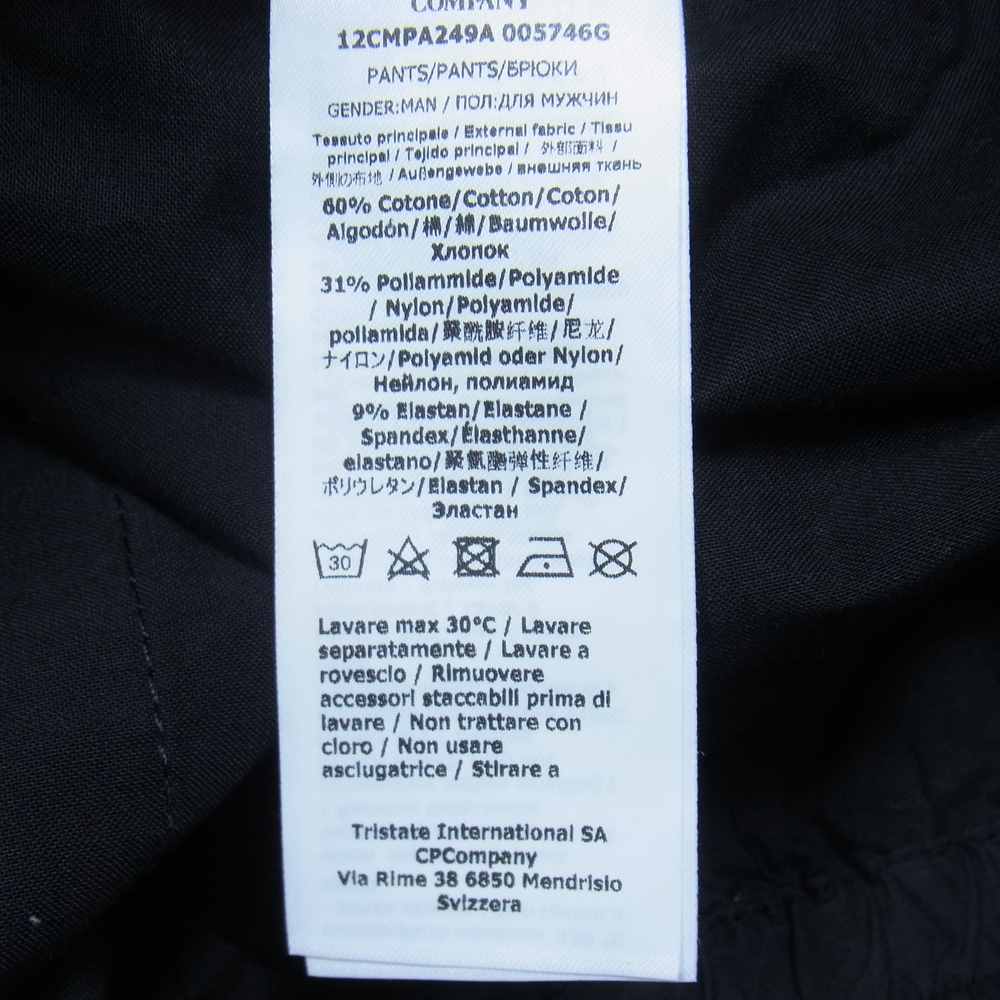 COMPANY
12CMPA249A 005746G
PANTS/PANTS/БРЮКИ
GENDER:MAN / ПОЛ:ДЛЯ МУЖЧИН
Tessuto principale / External fabric / Tissu
principal / Tejido principal / 外部面料 /
外側の布地 / Außengewebe / внешняя ткань
60% Cotone/Cotton/Coton/
Algodón/棉/綿/Baumwolle/
Хлопок
31% Poliammide/Polyamide
/ Nylon/Polyamide/
poliamida/聚酰胺纤维/尼龙/
ナイロン/Polyamid oder Nylon/
Нейлон, полиамид
9% Elastan/Elastane /
Spandex/Élasthanne/
elastano/聚氨酯弹性纤维/
ポリウレタン/Elastan / Spandex/
Эластан
30
Lavare max 30°C / Lavare
separatamente / Lavare a
rovescio / Rimuovere
accessori staccabili prima di
lavare / Non trattare con
cloro / Non usare
asciugatrice / Stirare a
Tristate International SA
CPCompany
Via Rime 38 6850 Mendrisio
Svizzera